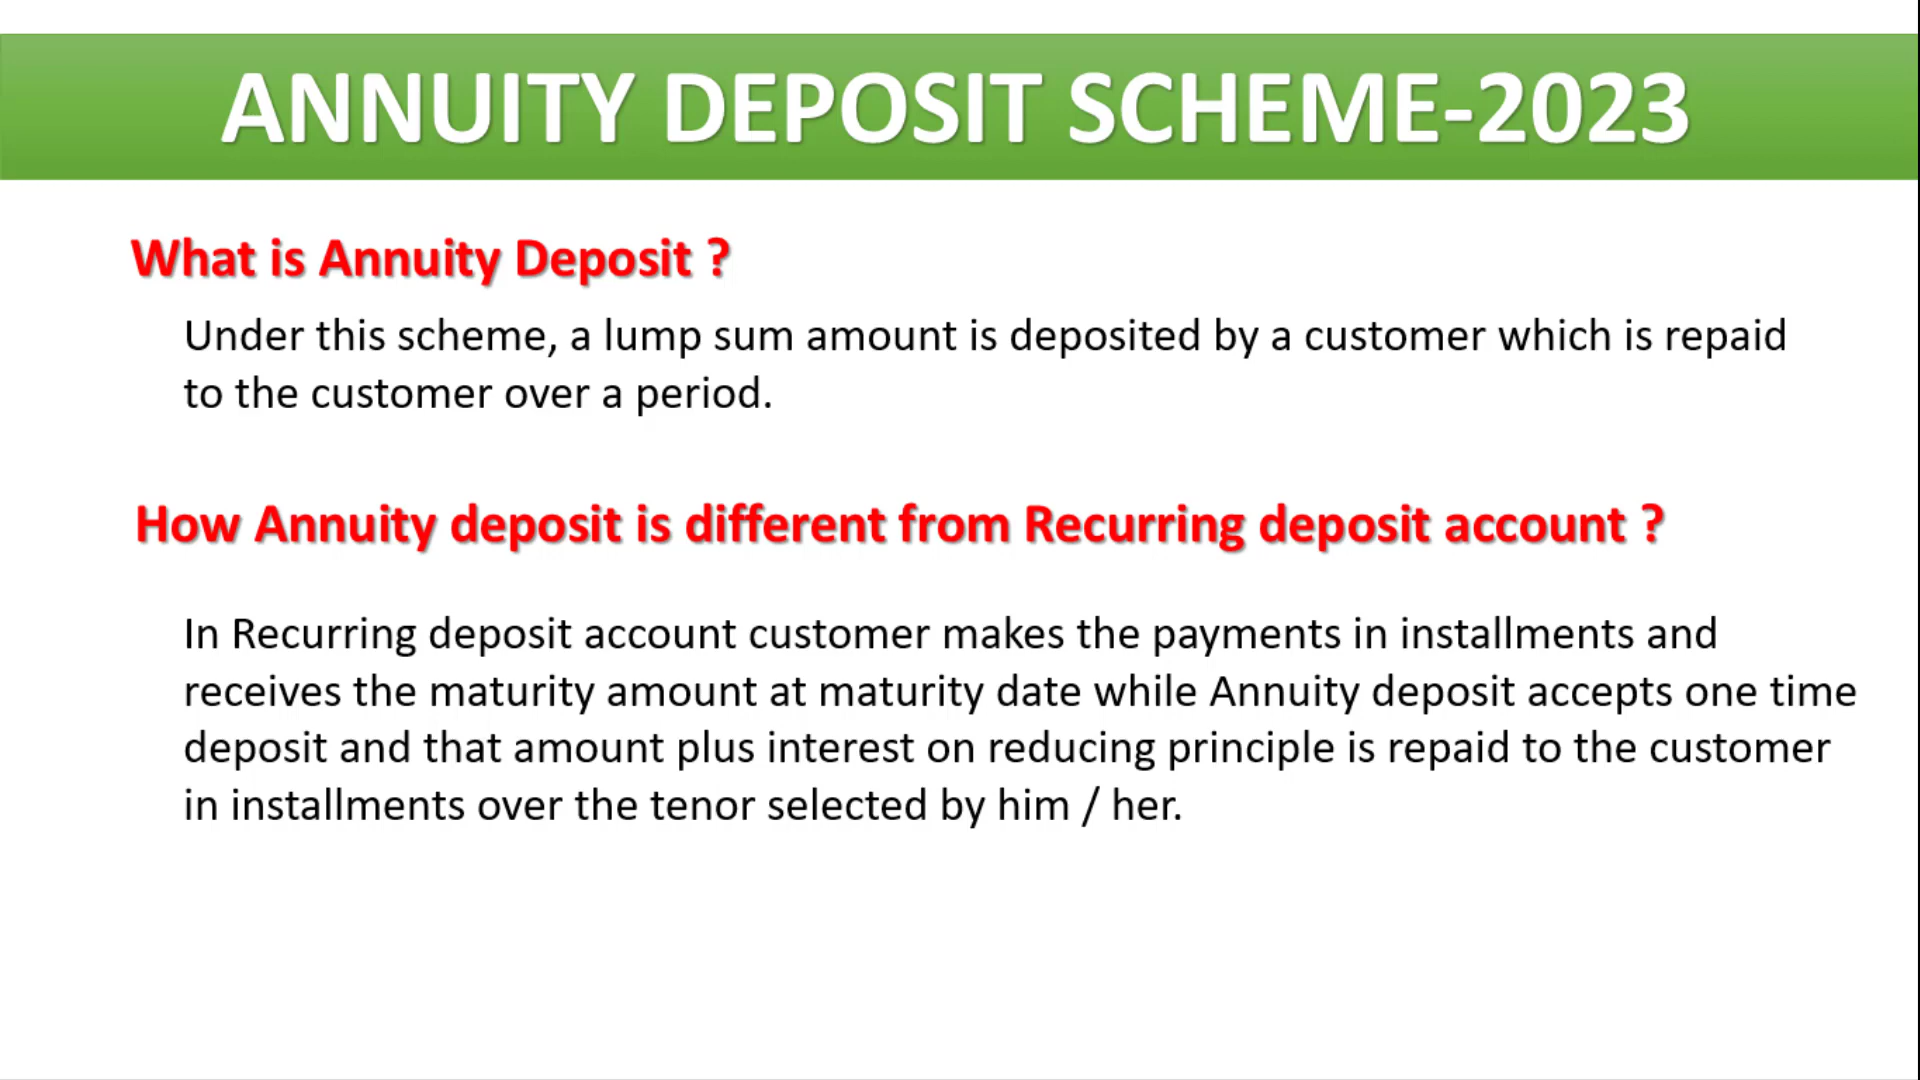 ANNUITY DEPOSIT SCHEME-2023
What is Annuity Deposit ?
Under this scheme, a lump sum amount is deposited by a customer which is repaid
to the customer over a period.
How Annuity deposit is different from Recurring deposit account ?
In Recurring deposit account customer makes the payments in installments and
receives the maturity amount at maturity date while Annuity deposit accepts one time
deposit and that amount plus interest on reducing principle is repaid to the customer
in installments over the tenor selected by him / her.